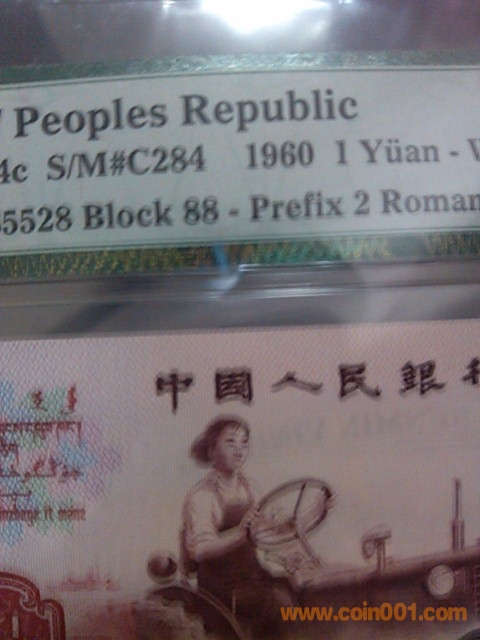 Peoples Republic
4c S/M#C284 1960 1 Yüan -
5528 Block 88 - Prefix 2 Roman
中國人民銀
www.coin001.com